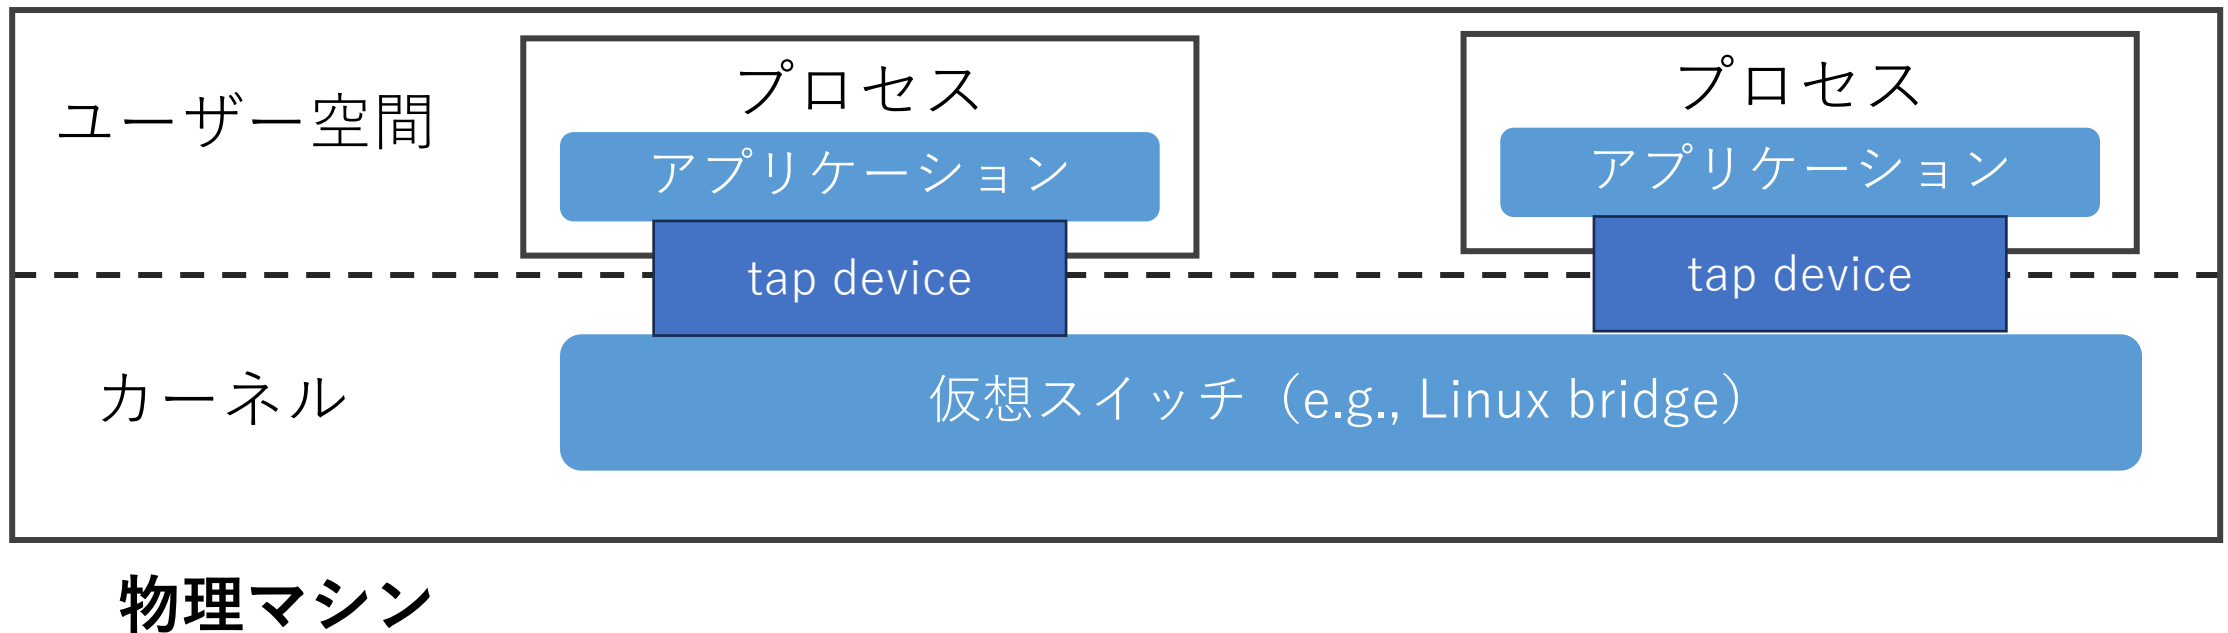 ユーザー空間
プロセス
アプリケーション
tap device
プロセス
アプリケーション
tap device
カーネル
仮想スイッチ（e.g., Linux bridge）
物理マシン